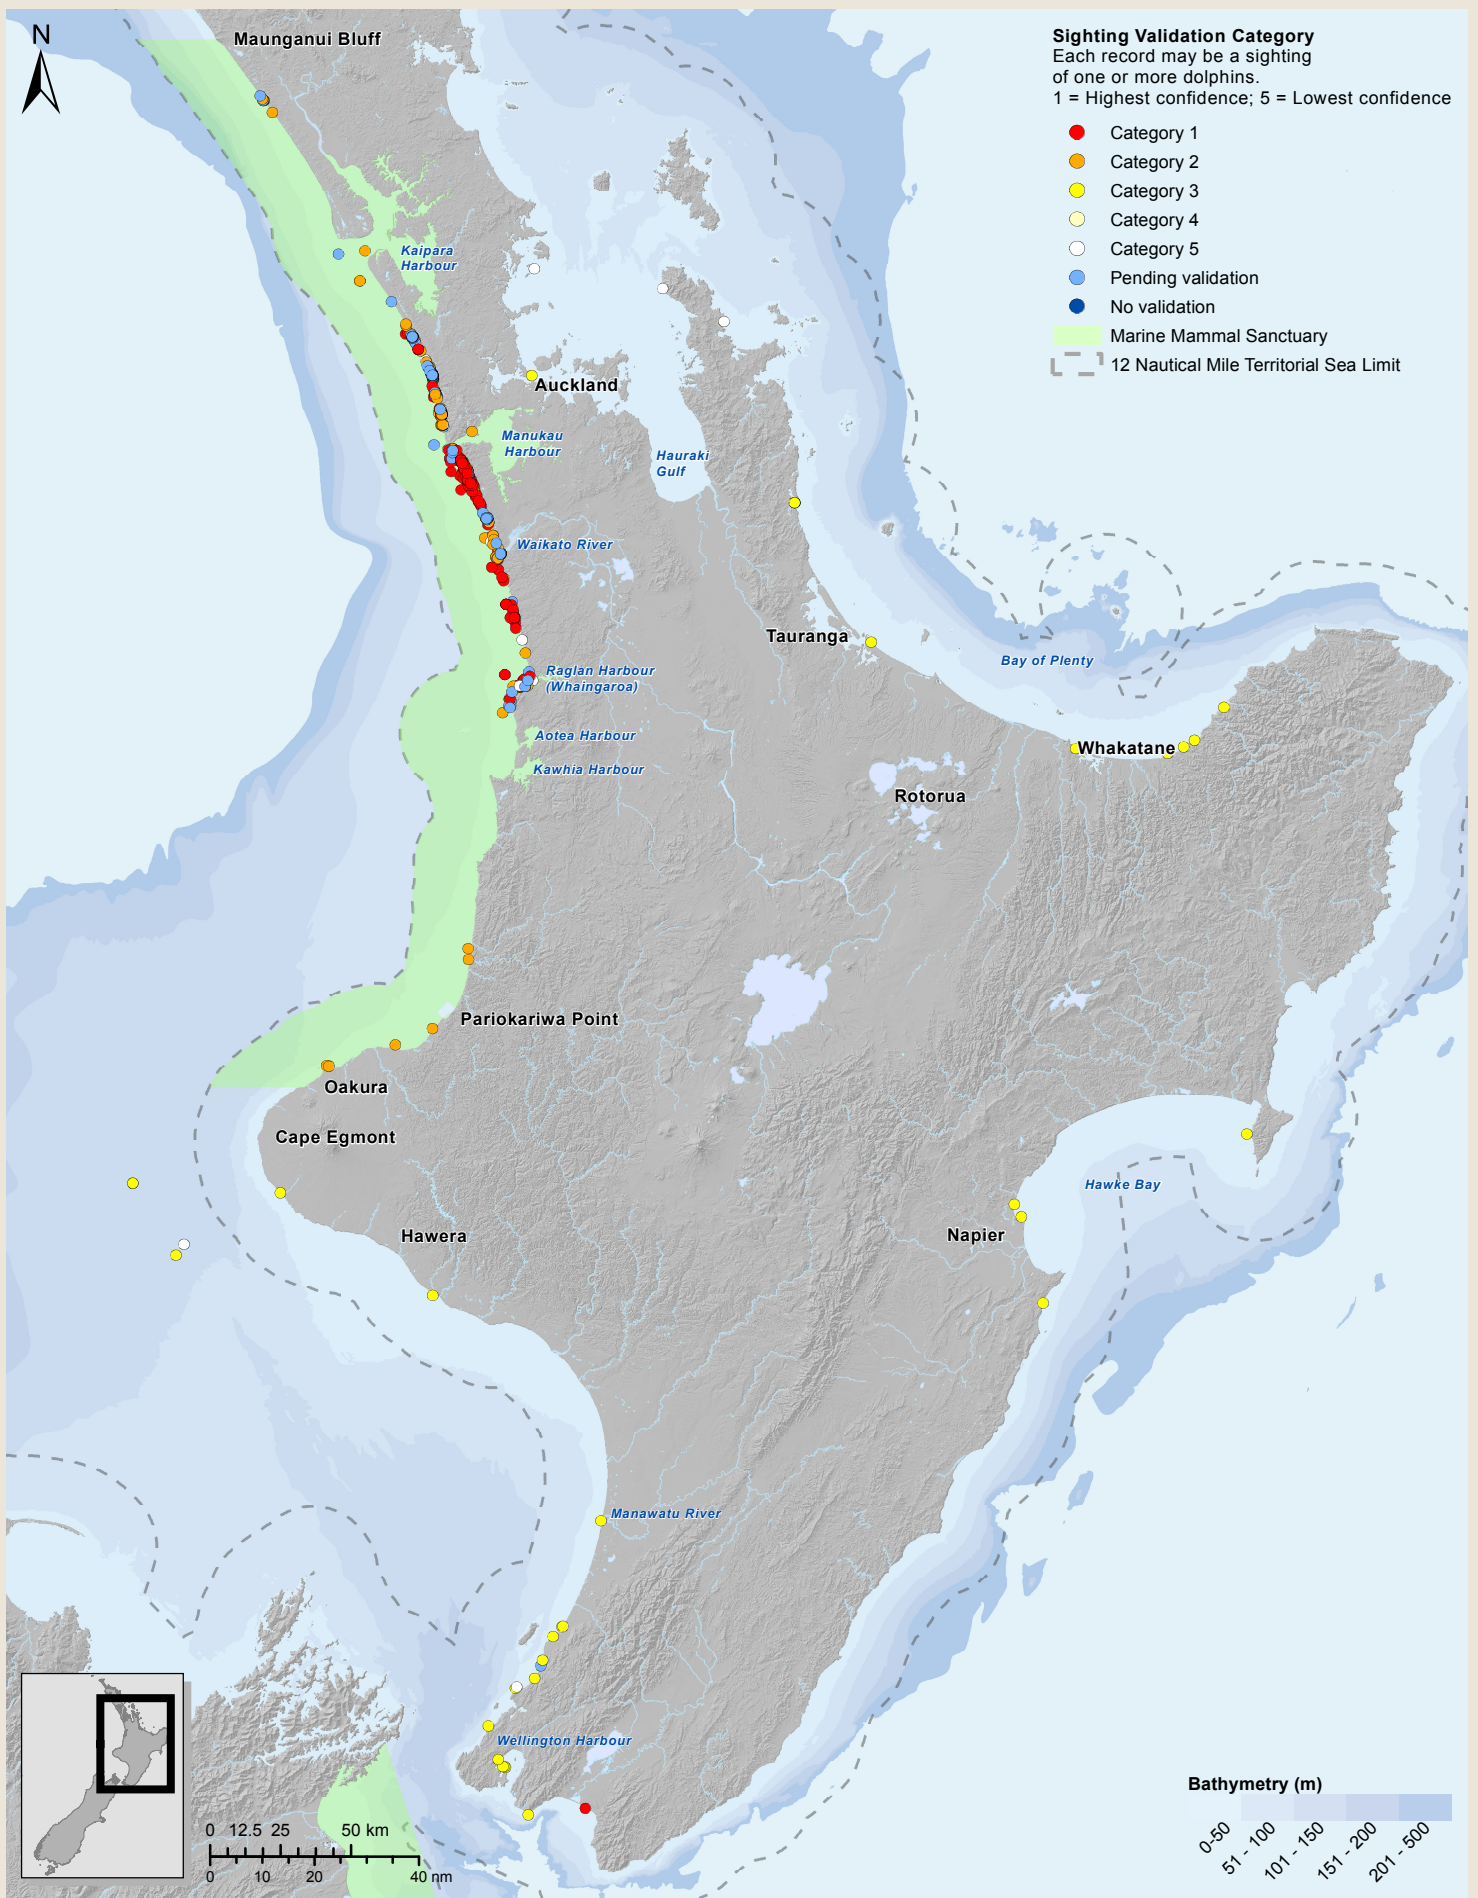 N
Maunganui Bluff
Sighting Validation Category
Each record may be a sighting
of one or more dolphins.
1 = Highest confidence; 5 = Lowest confidence
Category 1
Category 2
Category 3
Category 4
Category 5
Pending validation
No validation
Marine Mammal Sanctuary
12 Nautical Mile Territorial Sea Limit
Kaipara
Harbour
Auckland
Manukau
Harbour
Hauraki
Gulf
Waikato River
Tauranga
Bay of Plenty
Raglan Harbour
(Whaingaroa)
Aotea Harbour
Whakatane
Kawhia Harbour
Rotorua
Pariokariwa Point
Oakura
Cape Egmont
Hawke Bay
Hawera
Napier
Manawatu River
Wellington Harbour
Bathymetry (m)
0-50
51 - 100
101 - 150
151 - 200
201 - 500
0 12.5 25 50 km
0 10 20 40 nm